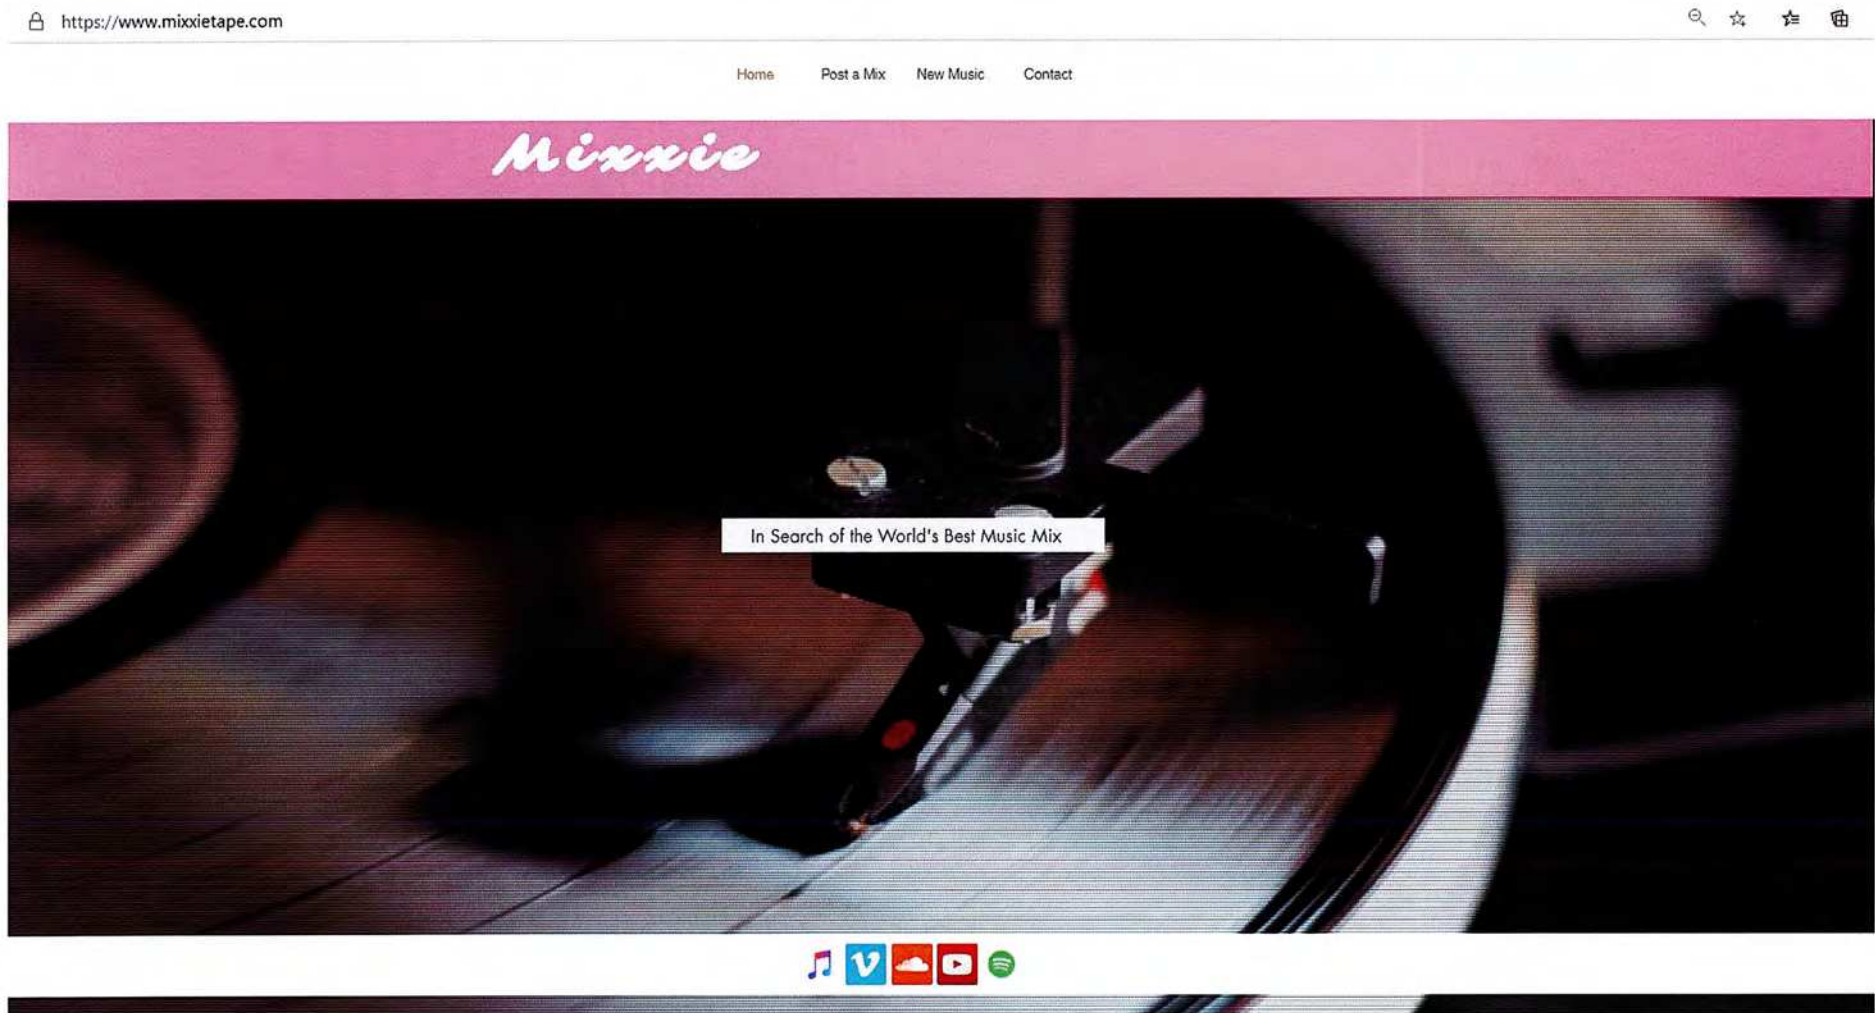 https://www.mixxietape.com
Home Post a Mix New Music Contact
Mixxie
In Search of the World's Best Music Mix